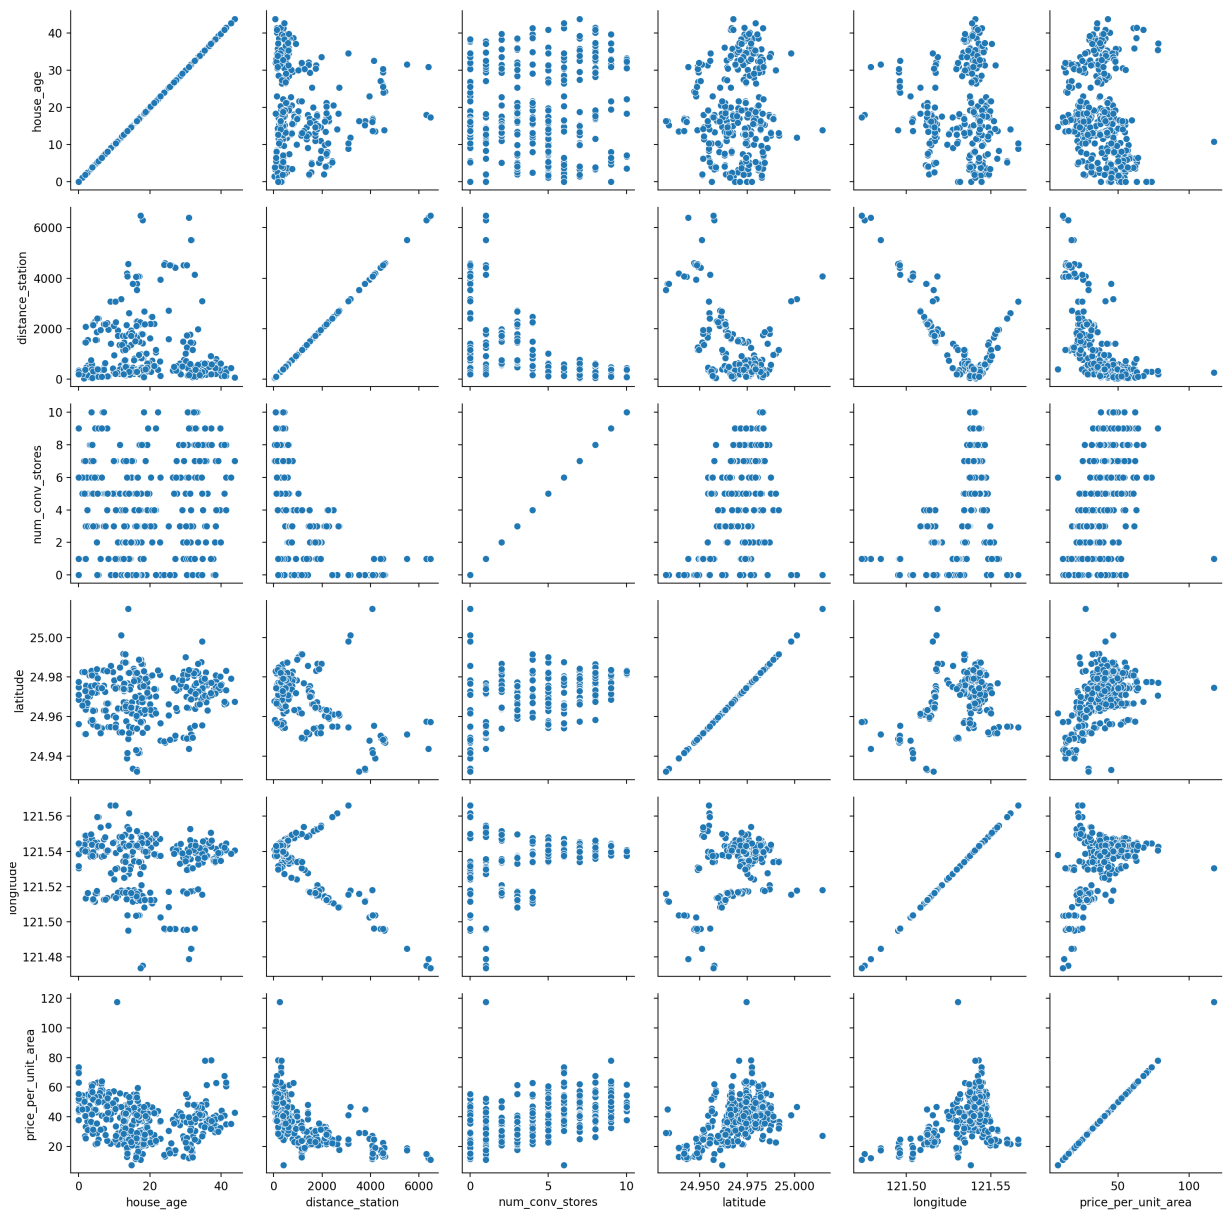 40
30
20
10
0
house_age
6000
4000
2000
0
distance_station
10
8
6
4
2
0
num_conv_stores
25.00
24.98
24.96
24.94
latitude
121.56
121.54
121.52
121.50
121.48
longitude
120
100
80
60
40
20
price_per_unit_area
0 20 40
house_age
0 2000 4000 6000
distance_station
0 5 10
num_conv_stores
24.950 24.975 25.000
latitude
121.50 121.55
longitude
50 100
price_per_unit_area